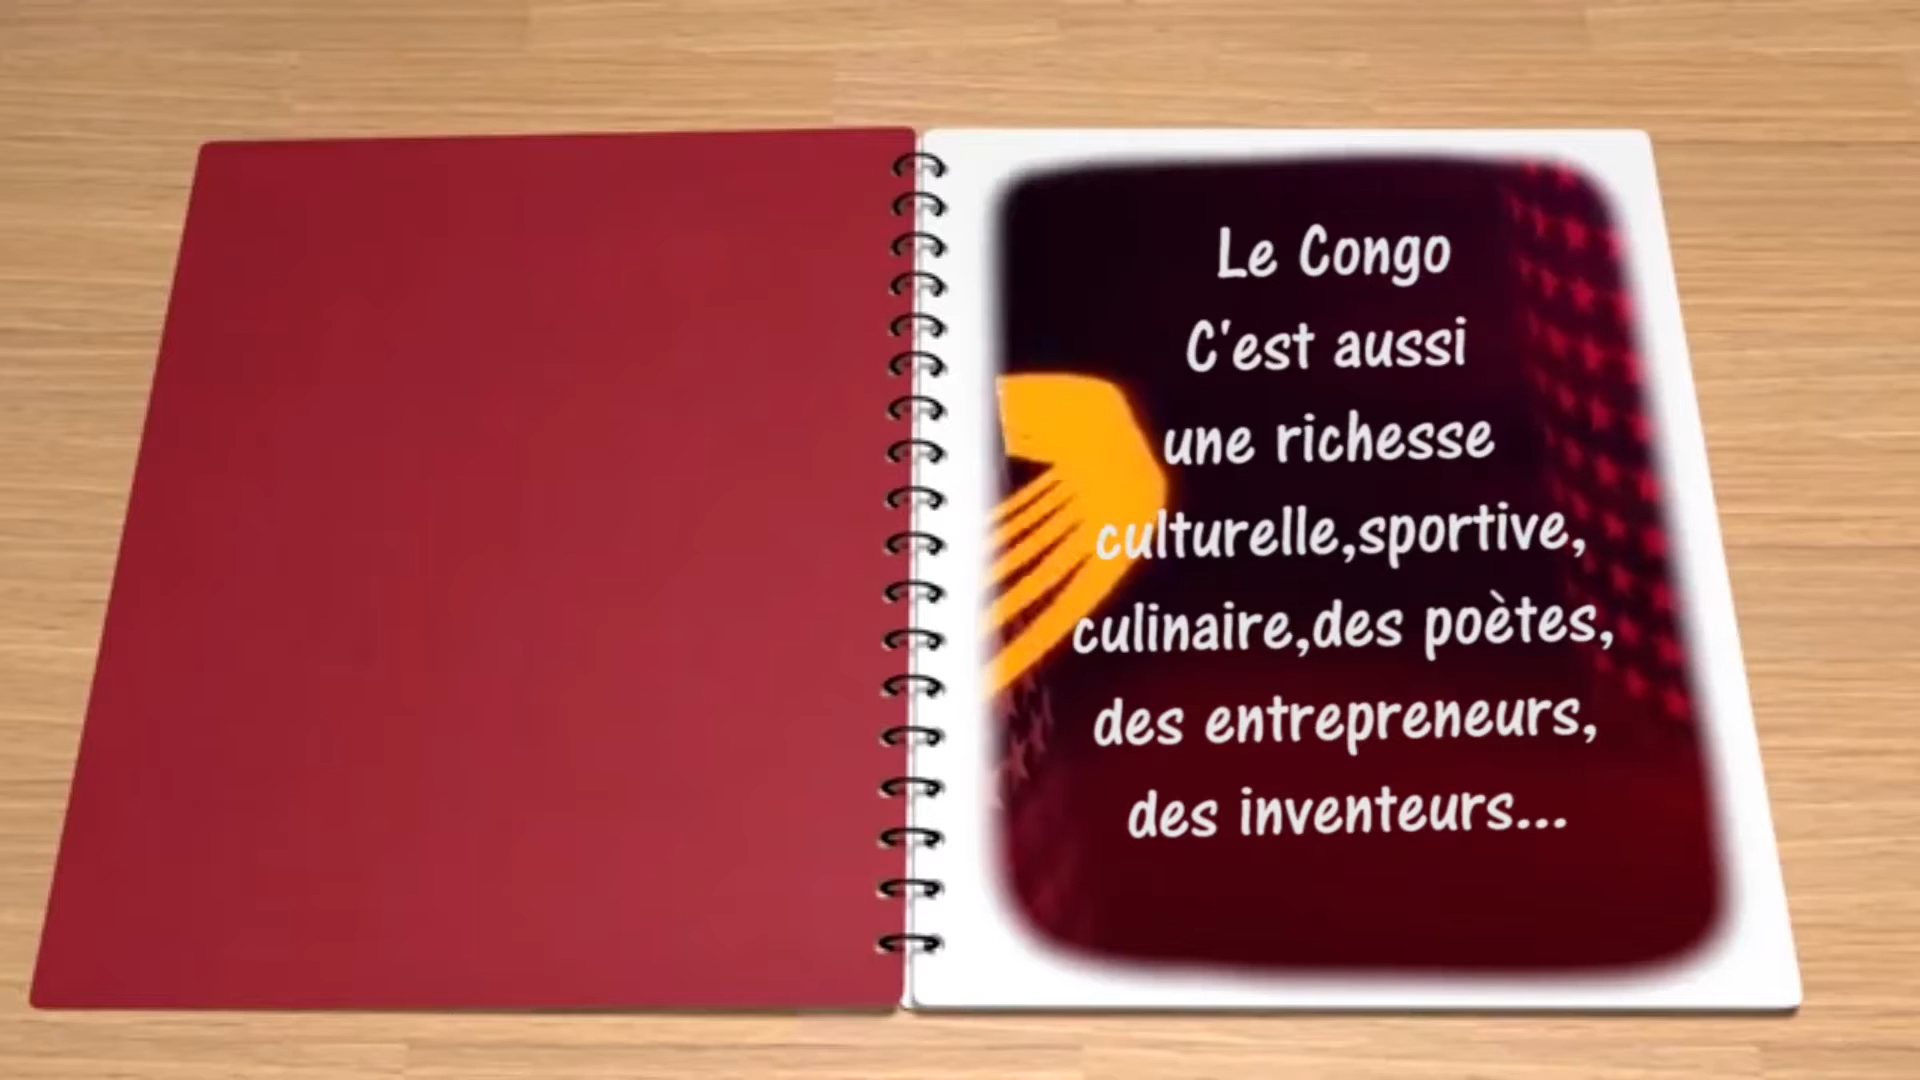 Le Congo
C'est aussi
une richesse
culturelle,sportive,
culinaire,des poètes,
des entrepreneurs,
des inventeurs...